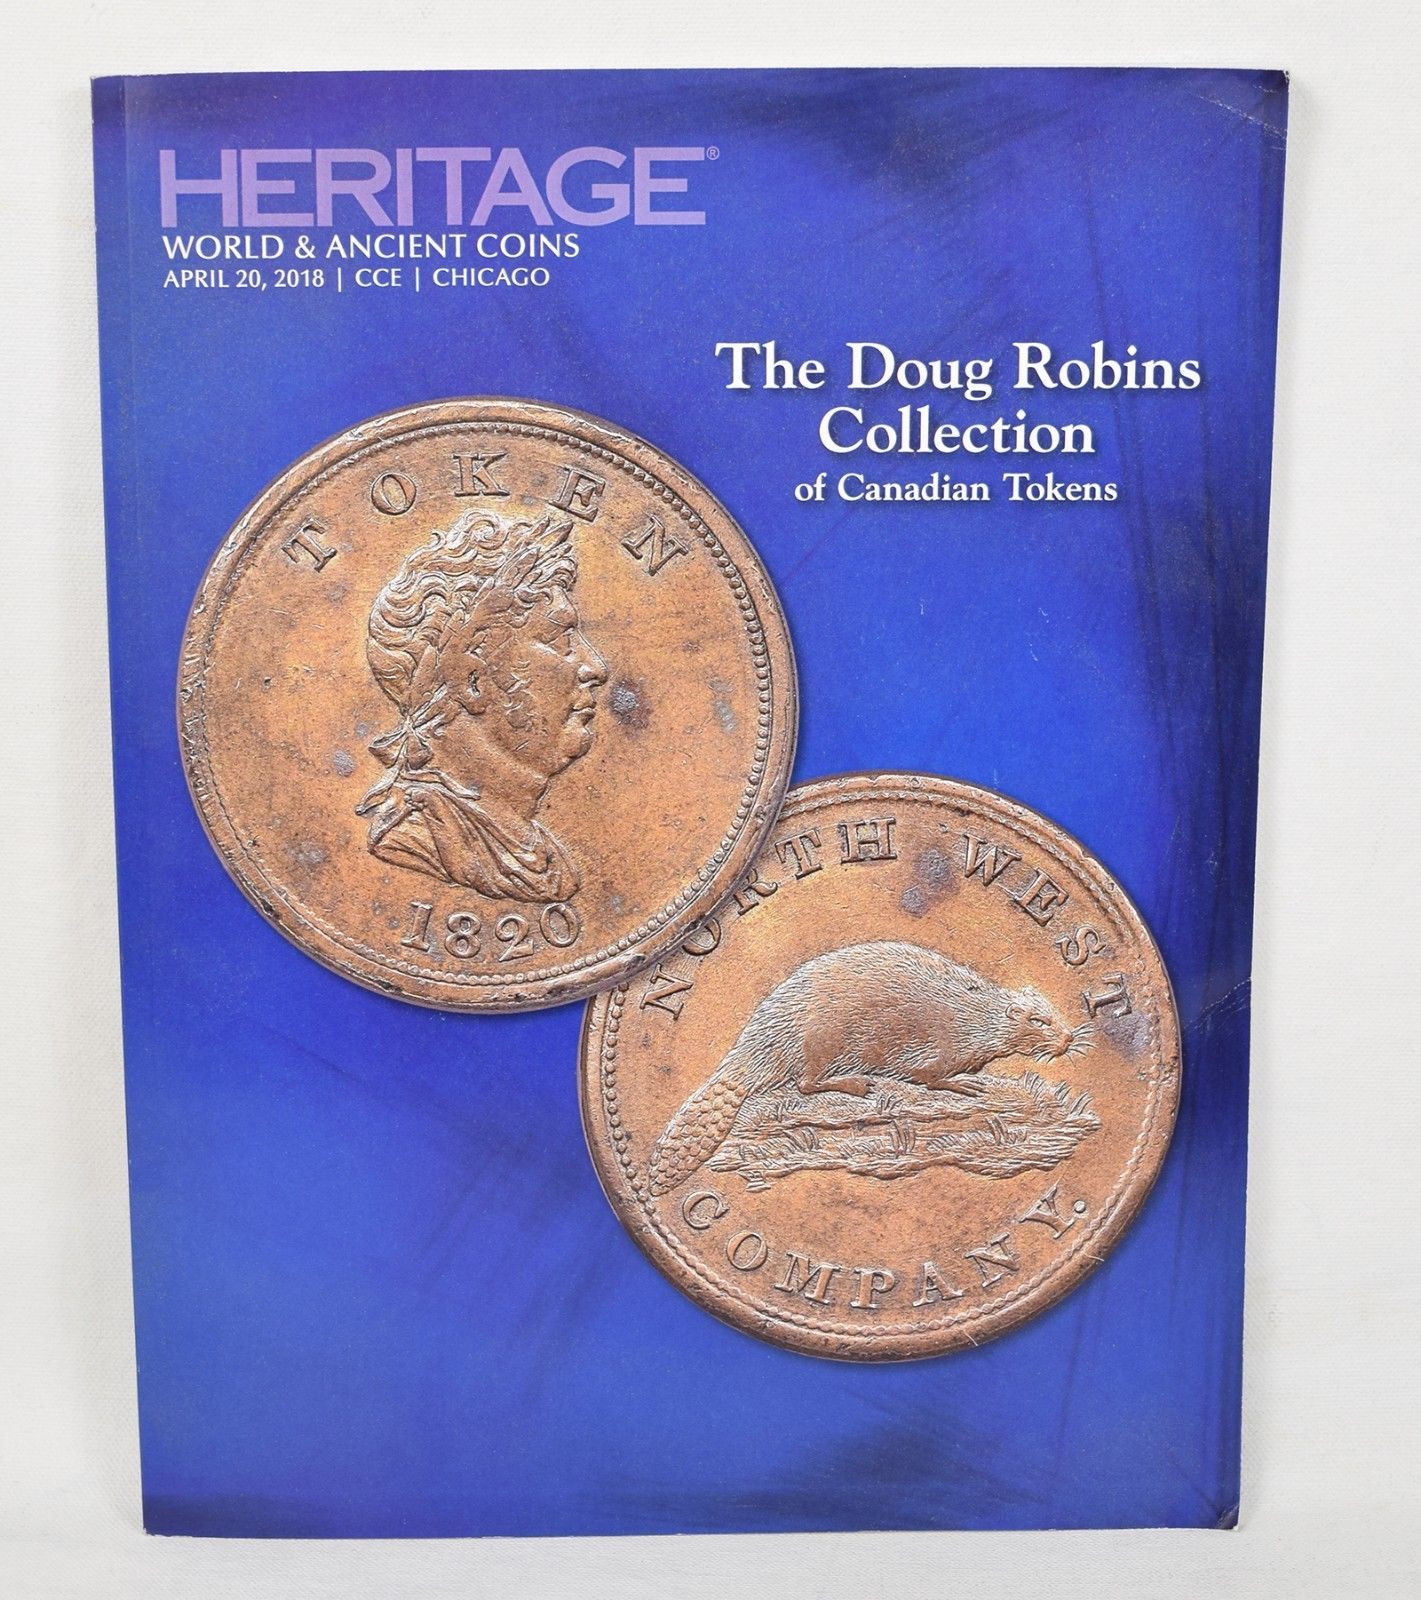 HERITAGE®
WORLD & ANCIENT COINS
APRIL 20, 2018 | CCE | CHICAGO
The Doug Robins
Collection
of Canadian Tokens
TOKEN
1820
NORTH WEST
COMPANY.